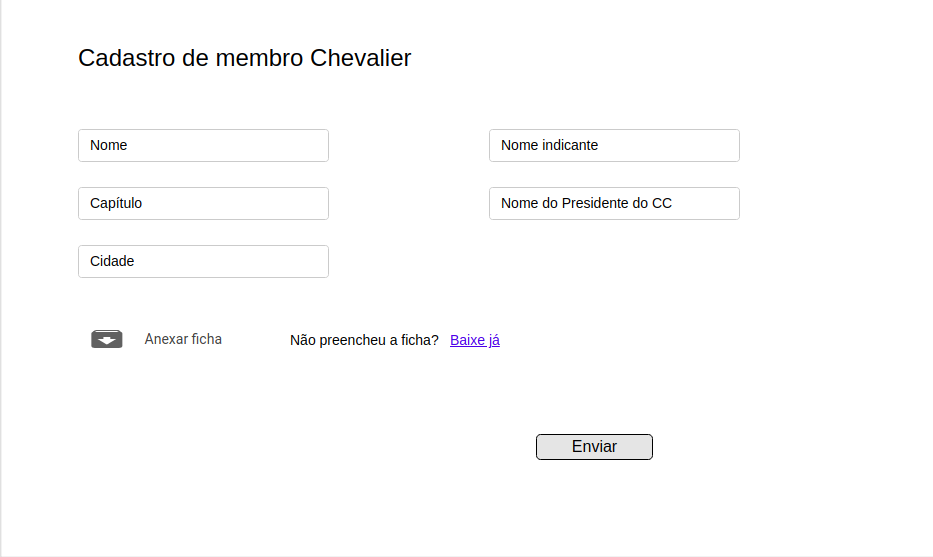 Cadastro de membro Chevalier
Nome
Nome indicante
Capítulo
Nome do Presidente do CC
Cidade
Anexar ficha
Não preencheu a ficha? Baixe já
Enviar